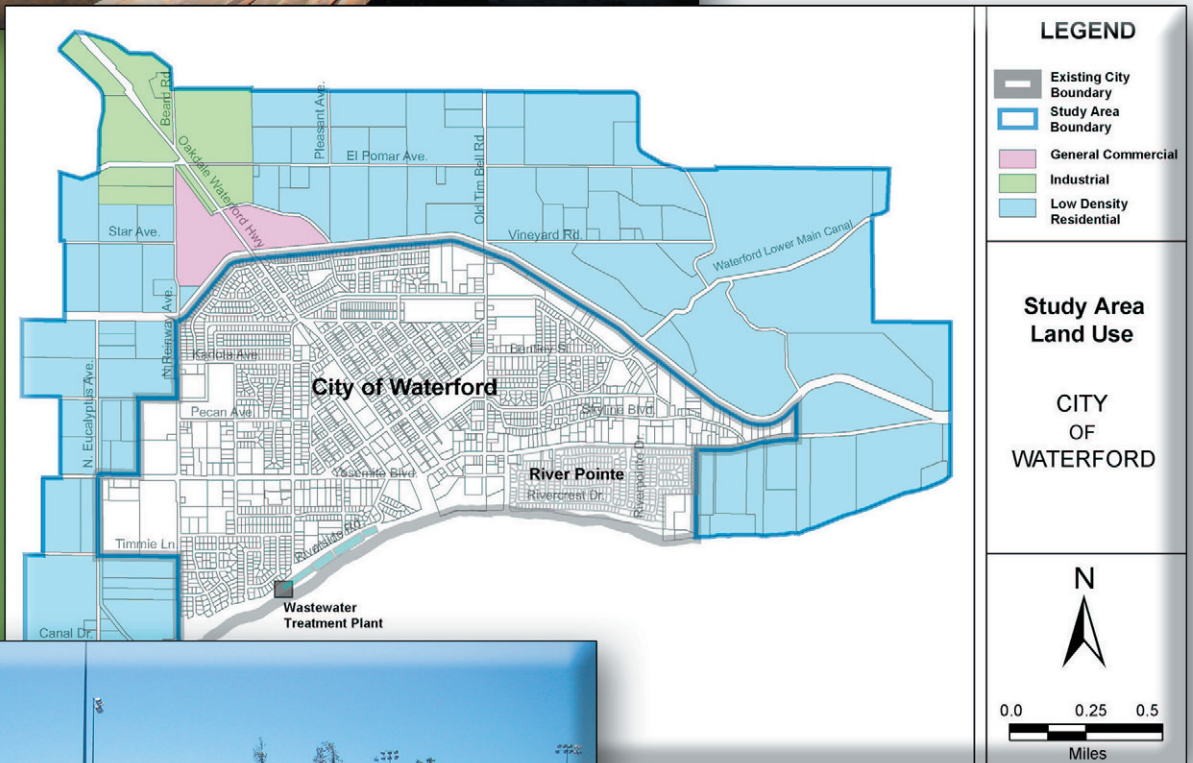 Beard Rd.
Pleasant Ave.
Oakdale Waterford Hwy
El Pomar Ave.
Old Tim Bell Rd.
Star Ave.
Vineyard Rd.
Waterford Lower Main Canal
N. Reinway Ave.
Karlota Ave.
Bentley St.
City of Waterford
N. Eucalyptus Ave.
Pecan Ave.
Skyline Blvd.
Yosemite Blvd.
River Pointe
Riverpointe Dr.
Rivercrest Dr.
Timmie Ln
Riverside Rd.
Wastewater
Treatment Plant
Canal Dr.
LEGEND
Existing City
Boundary
Study Area
Boundary
General Commercial
Industrial
Low Density
Residential
Study Area
Land Use
CITY
OF
WATERFORD
N
0.0 0.25 0.5
Miles